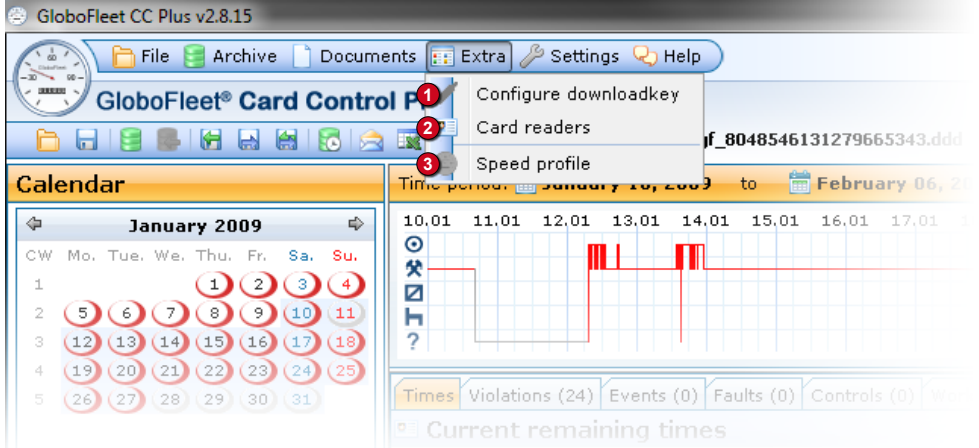 GloboFleet CC Plus v2.8.15
File Archive Documents Extra Settings Help
GloboFleet® Card Control P
1 Configure downloadkey
2 Card readers
3 Speed profile
gf_8048546131279665343.ddd
Calendar
Time period: January 10, 2009 to February 06, 20
January 2009
CW Mo. Tue. We. Thu. Fr. Sa. Su.
1 1 2 3 4
2 5 6 7 8 9 10 11
3 12 13 14 15 16 17 18
4 19 20 21 22 23 24 25
5 26 27 28 29 30 31
10.01 11.01 12.01 13.01 14.01 15.01 16.01 17.01
?
Times Violations (24) Events (0) Faults (0) Controls (0)
Current remaining times